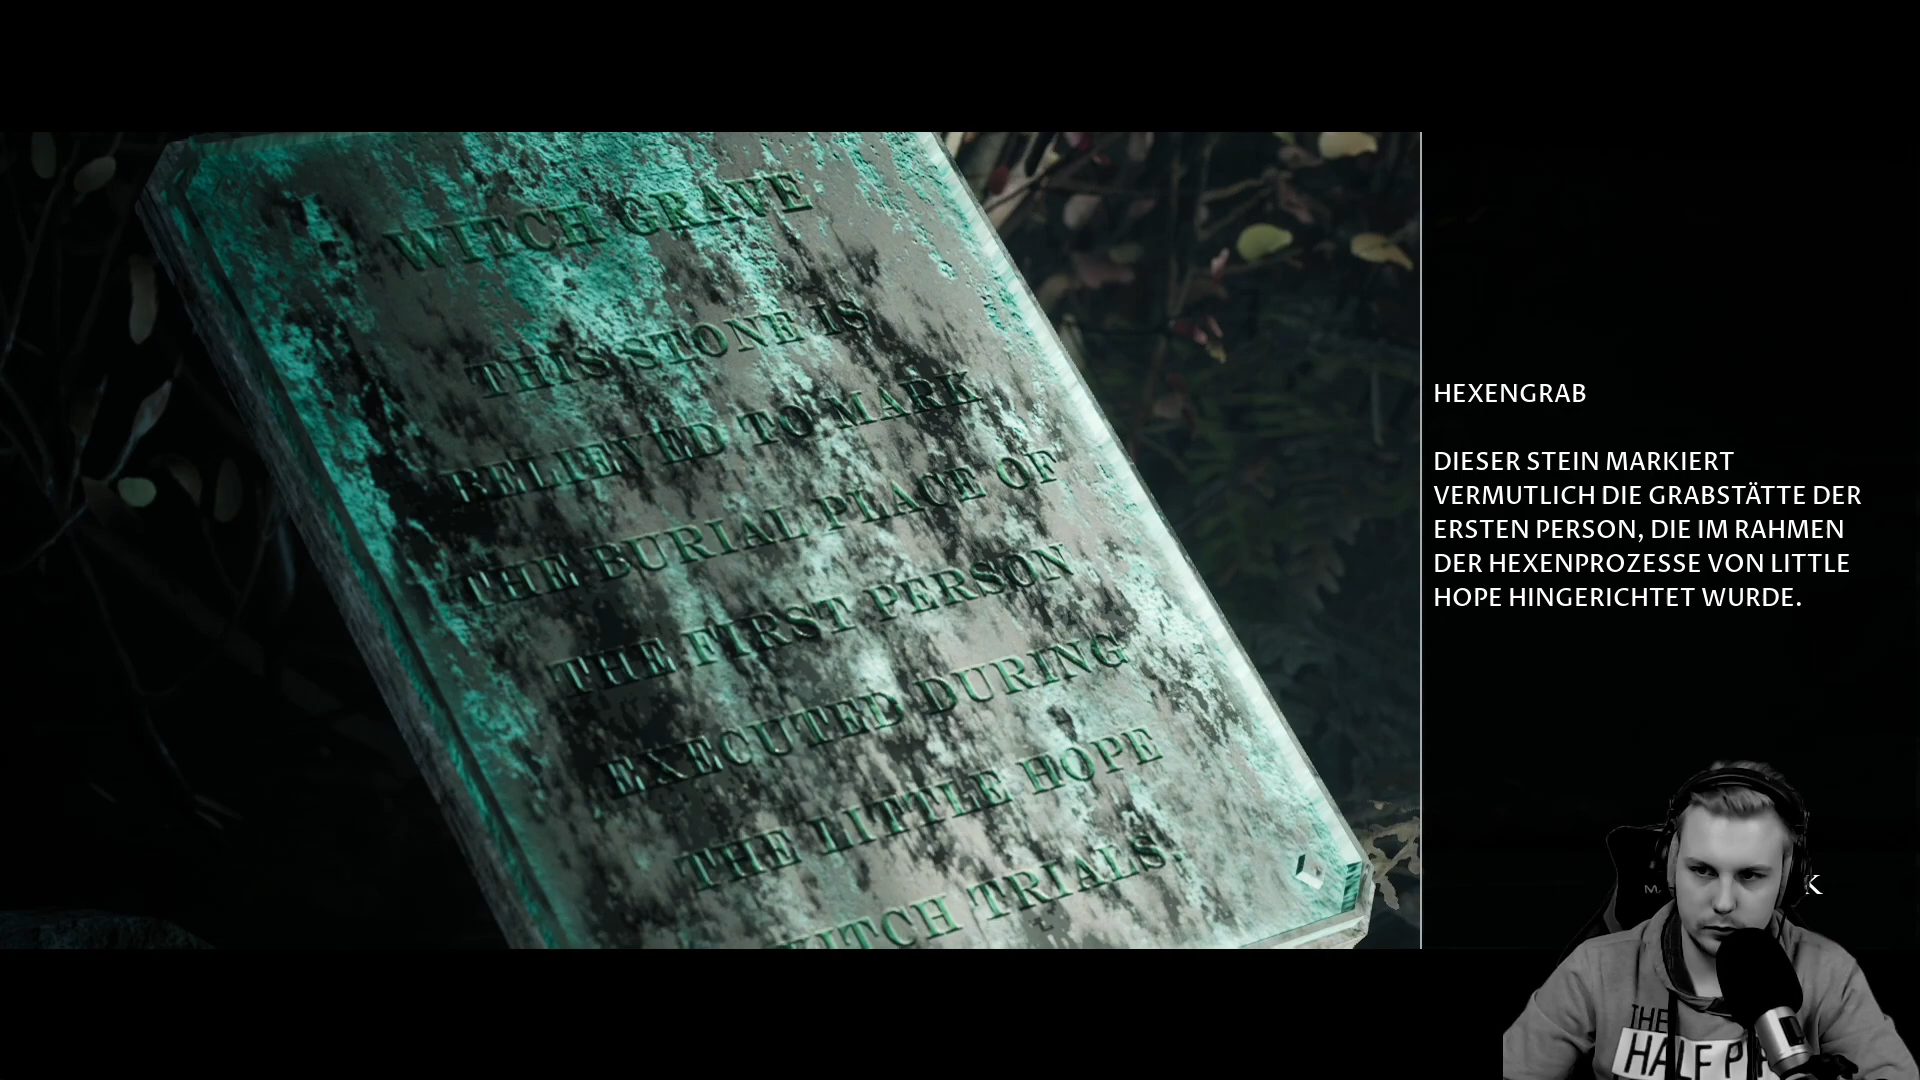 WITCH GRAVE
THIS STONE IS
BELIEVED TO MARK
THE BURIAL PLACE OF
THE FIRST PERSON
EXECUTED DURING
THE LITTLE HOPE
WITCH TRIALS.
HEXENGRAB
DIESER STEIN MARKIERT
VERMUTLICH DIE GRABSTÄTTE DER
ERSTEN PERSON, DIE IM RAHMEN
DER HEXENPROZESSE VON LITTLE
HOPE HINGERICHTET WURDE.
THE
HALF